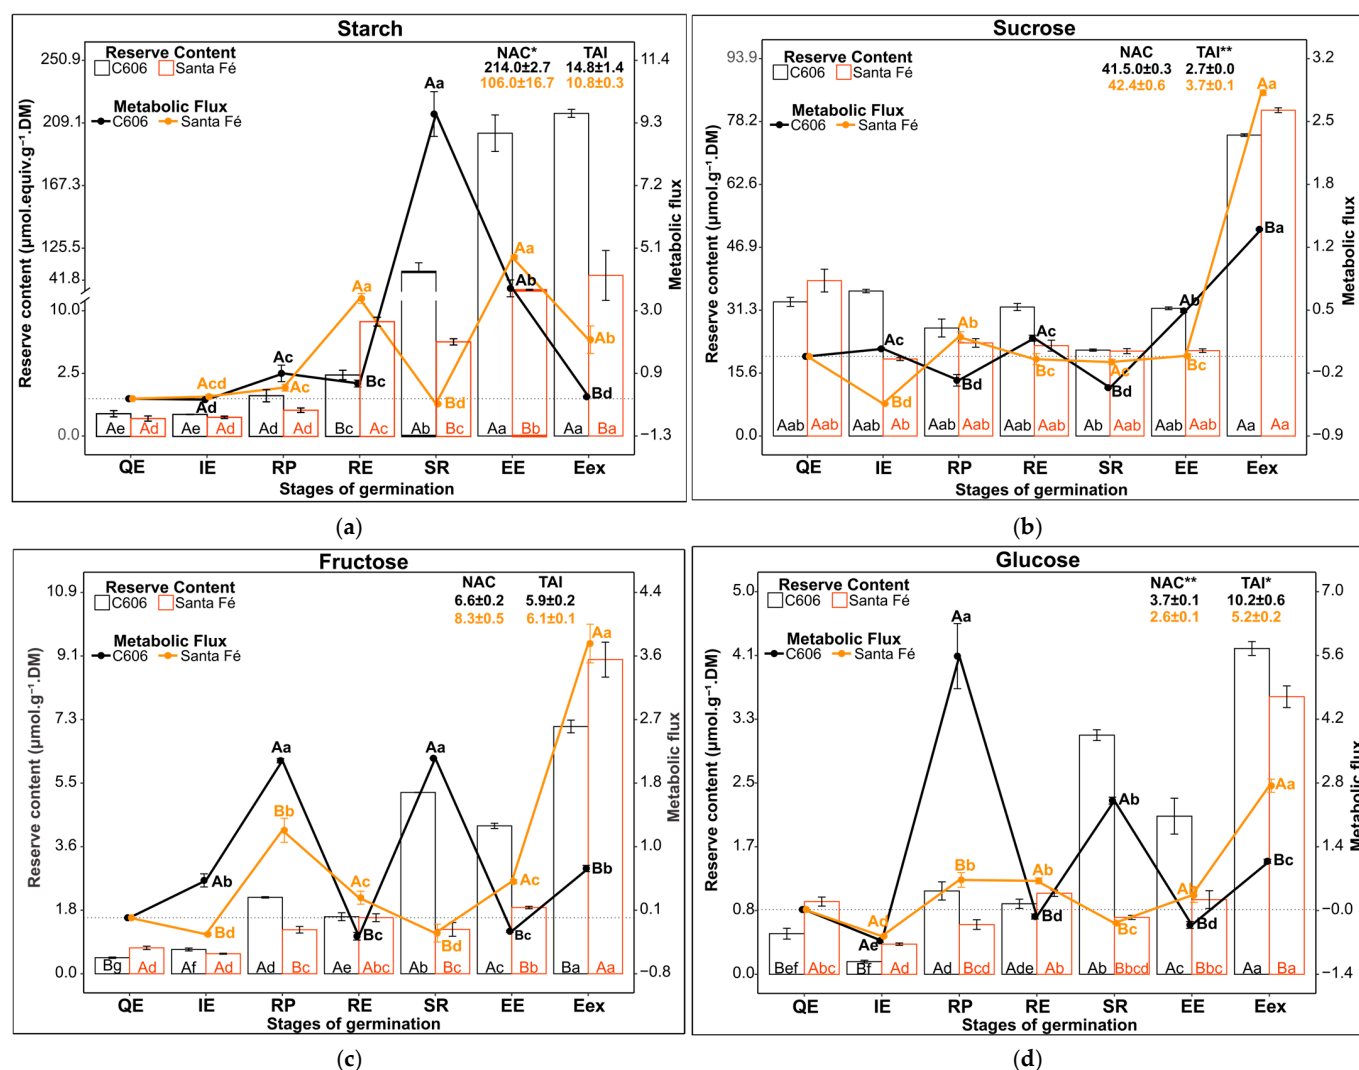 Starch
Reserve Content
C606 Santa Fé
Metabolic Flux
C606 Santa Fé
NAC* TAI
214.0±2.7 14.8±1.4
106.0±16.7 10.8±0.3
Reserve content (µmol.equiv.g⁻¹.DM)
250.9
209.1
167.3
125.5
41.8
10.0
2.5
0.0
Metabolic flux
11.4
9.3
7.2
5.1
3.0
0.9
−1.3
Aa
Aa
Aa
Ab
Ab
Acd
Ad
Ac
Ac
Bc
Bd
Bd
Ae Ad Ae Ad Ad Ad Bc Ac Ab Bc Aa Bb Aa Ba
QE IE RP RE SR EE Eex
Stages of germination
(a)
Sucrose
Reserve Content
C606 Santa Fé
Metabolic Flux
C606 Santa Fé
NAC TAI**
41.5.0±0.3 2.7±0.0
42.4±0.6 3.7±0.1
Reserve content (µmol.g⁻¹.DM)
93.9
78.2
62.6
46.9
31.3
15.6
0.0
Metabolic flux
3.2
2.5
1.8
1.2
0.5
−0.2
−0.9
Aa
Ba
Ab
Ac
Ab
Ac
Bd
Bd
Bc
Ac
Bd
Bc
Aab Aab Aab Ab Aab Aab Aab Aab Ab Aab Aab Aab Aa Aa
QE IE RP RE SR EE Eex
Stages of germination
(b)
Fructose
Reserve Content
C606 Santa Fé
Metabolic Flux
C606 Santa Fé
NAC TAI
6.6±0.2 5.9±0.2
8.3±0.5 6.1±0.1
Reserve content (µmol.g⁻¹.DM)
10.9
9.1
7.3
5.5
3.6
1.8
0.0
Metabolic flux
4.4
3.6
2.7
1.8
1.0
0.1
−0.8
Aa
Aa
Aa
Bb
Ab
Bd
Ac
Bc
Bd
Ac
Bc
Bb
Bg Ad Af Ad Ad Bc Ae Abc Ab Bc Ac Bb Ba Aa
QE IE RP RE SR EE Eex
Stages of germination
(c)
Glucose
Reserve Content
C606 Santa Fé
Metabolic Flux
C606 Santa Fé
NAC** TAI*
3.7±0.1 10.2±0.6
2.6±0.1 5.2±0.2
Reserve content (µmol.g⁻¹.DM)
5.0
4.1
3.3
2.5
1.7
0.8
0.0
Metabolic flux
7.0
5.6
4.2
2.8
1.4
−0.0
−1.4
Aa
Aa
Ab
Bb
Ab
Bc
Ad
Ae
Bd
Bc
Ab
Bd
Bef Abc Bf Ad Ad Bcd Ade Ab Ab Bbcd Ac Bbc Aa Ba
QE IE RP RE SR EE Eex
Stages of germination
(d)